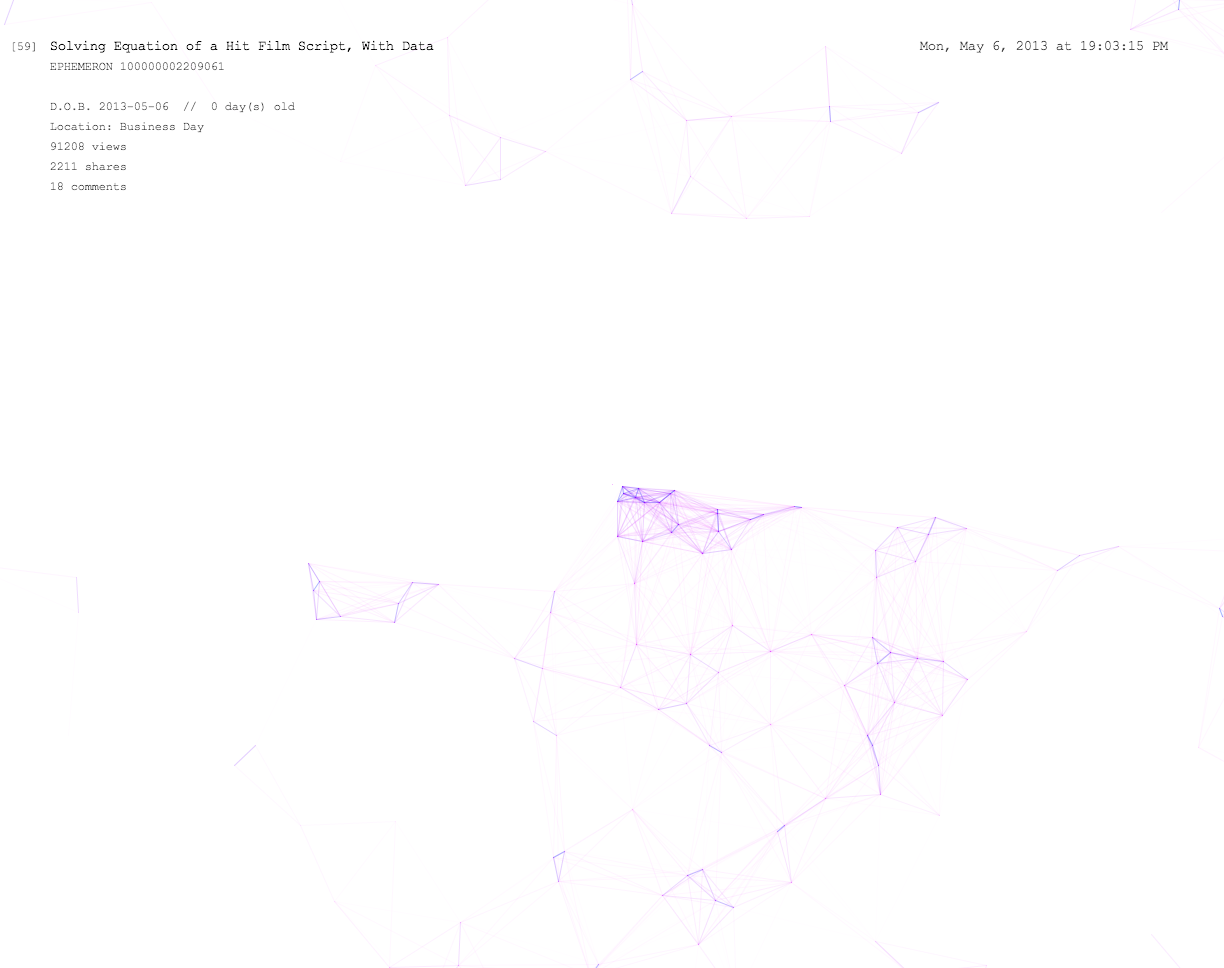 [59] Solving Equation of a Hit Film Script, With Data
Mon, May 6, 2013 at 19:03:15 PM
EPHEMERON 100000002209061
D.O.B. 2013-05-06 // 0 day(s) old
Location: Business Day
91208 views
2211 shares
18 comments